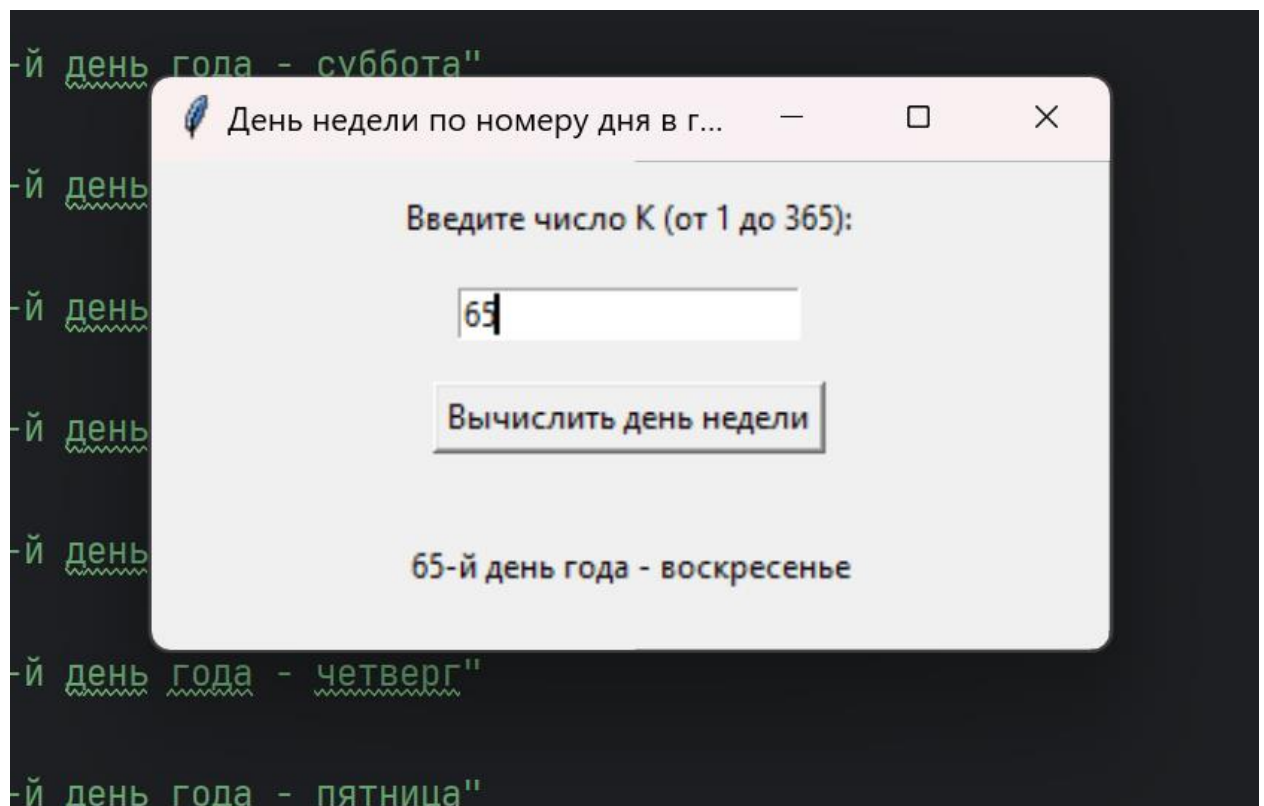 -й день года - суббота"
День недели по номеру дня в г...
-й день
Введите число К (от 1 до 365):
-й день
65
-й день
Вычислить день недели
-й день
65-й день года - воскресенье
-й день года - четверг"
-й день года - пятница"